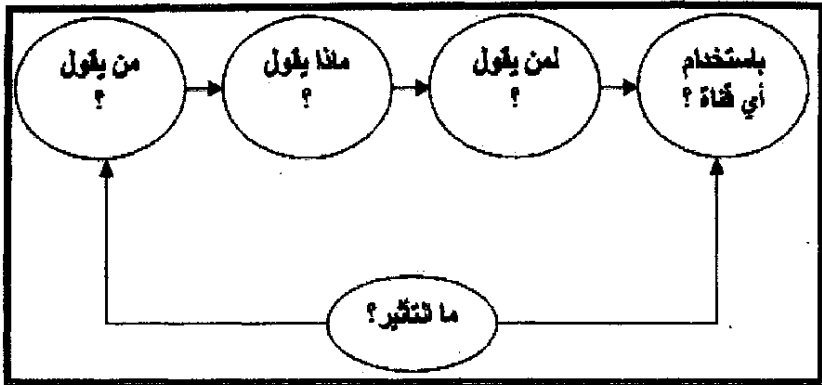 من يقول
؟
ماذا يقول
؟
لمن يقول
؟
باستخدام
أي قناة ؟
ما التأثير؟